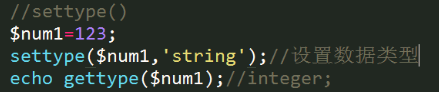 //settype()
$num1=123;
settype($num1,'string');//设置数据类型
echo gettype($num1);//integer;